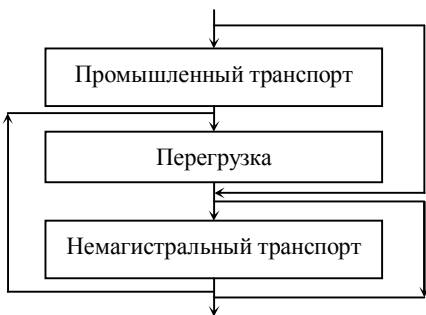 Промышленный транспорт
Перегрузка
Немагистральный транспорт